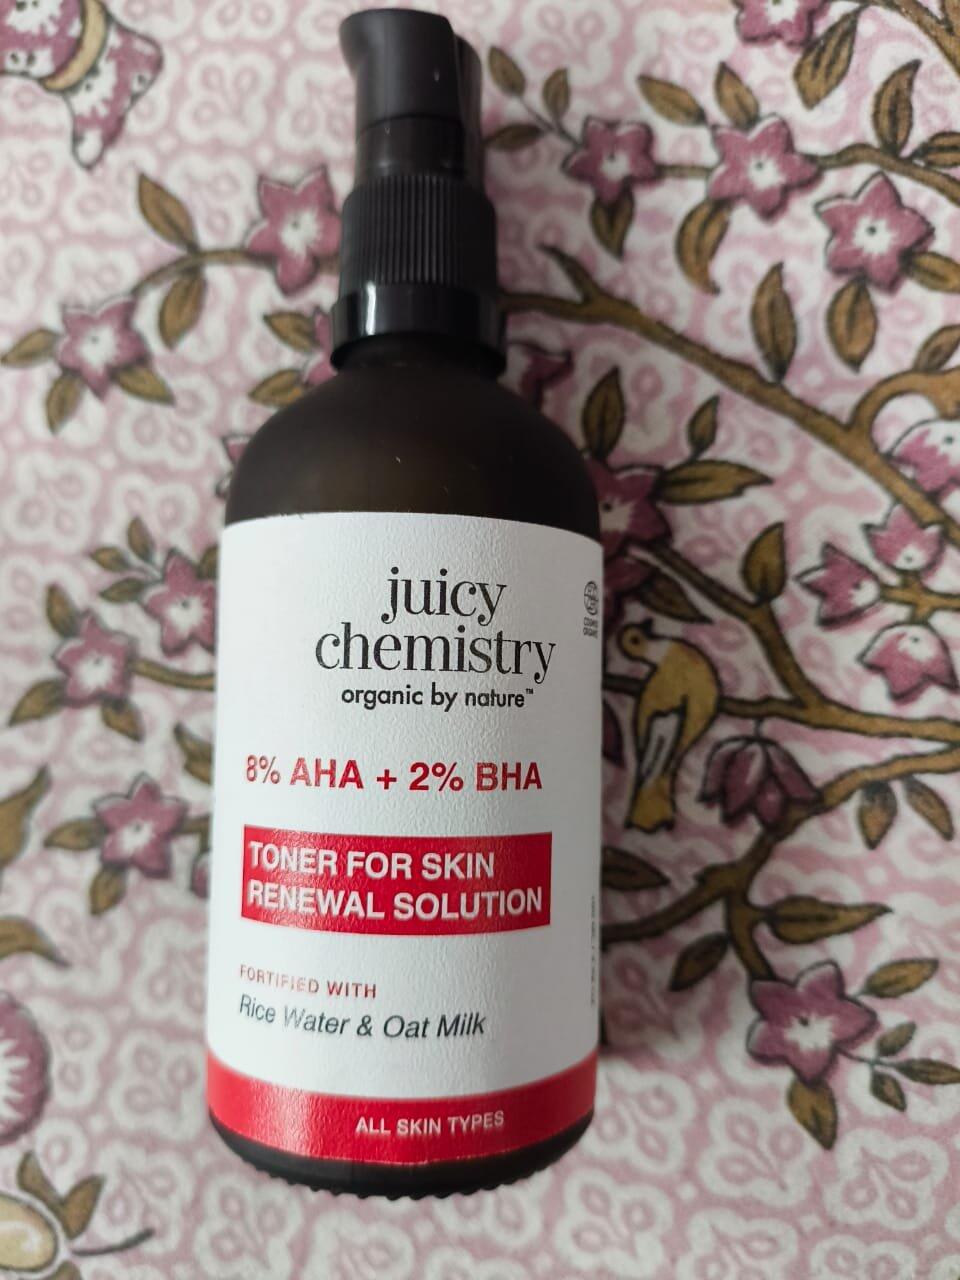 juicy
chemistry
organic by nature™
8% AHA + 2% BHA
TONER FOR SKIN
RENEWAL SOLUTION
FORTIFIED WITH
Rice Water & Oat Milk
ALL SKIN TYPES